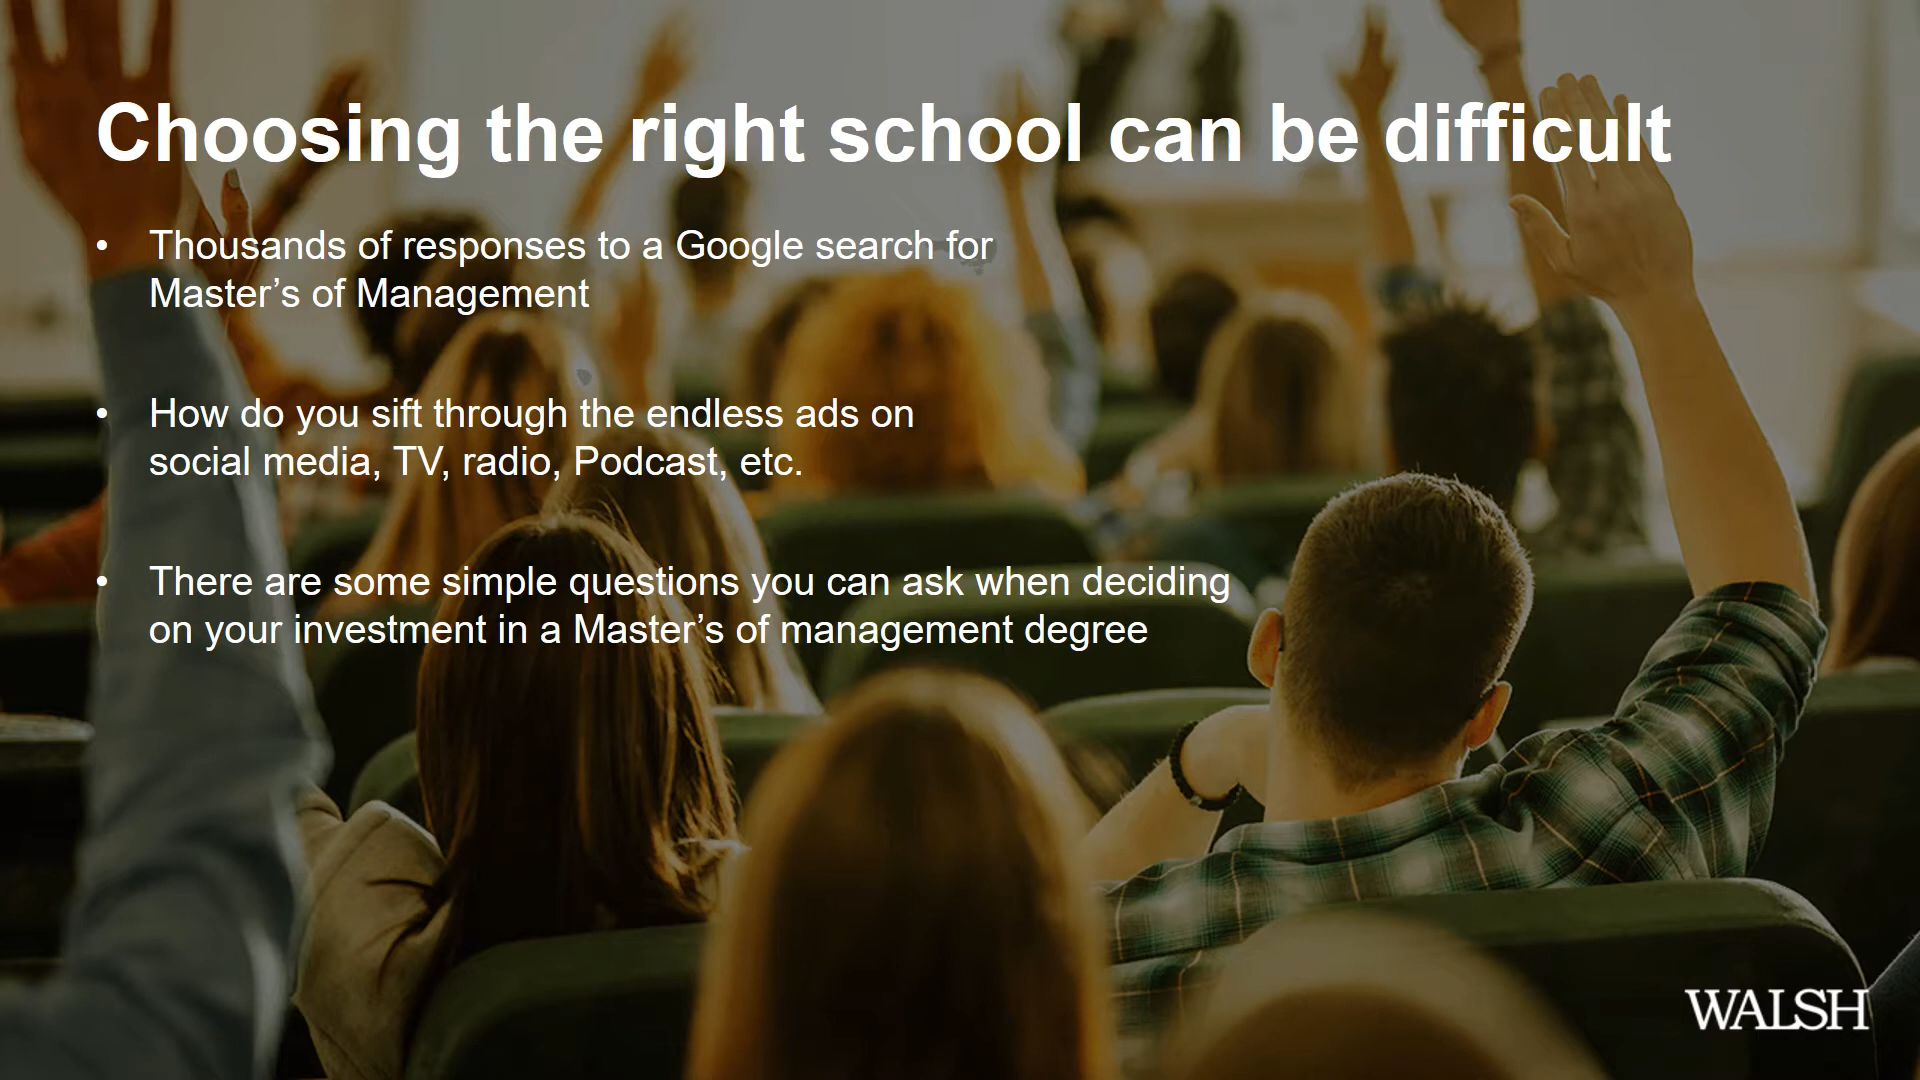 Choosing the right school can be difficult
• Thousands of responses to a Google search for
Master’s of Management
• How do you sift through the endless ads on
social media, TV, radio, Podcast, etc.
• There are some simple questions you can ask when deciding
on your investment in a Master’s of management degree
WALSH